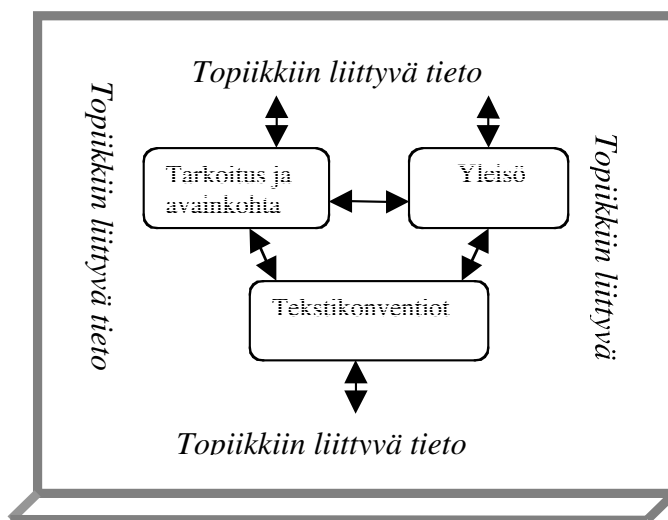 Topiikkiin liittyvä tieto
Topiikkiin liittyvä tieto
Tarkoitus ja
avainkohta
Yleisö
Topiikkiin liittyvä
Tekstikonventiot
Topiikkiin liittyvä tieto